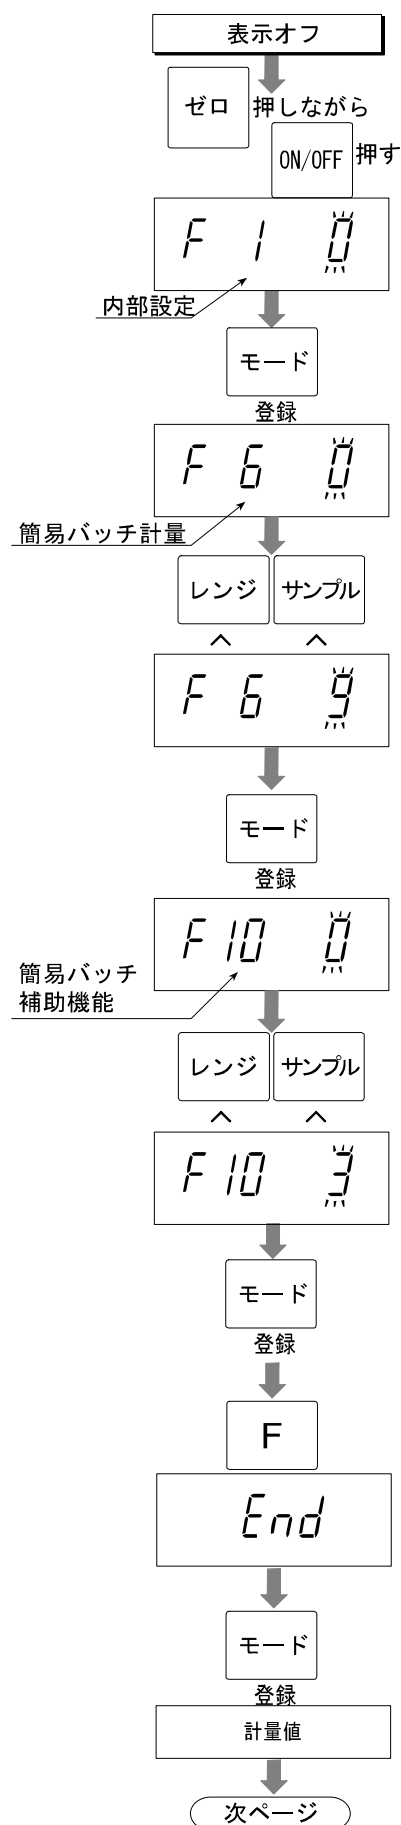 表示オフ
ゼロ 押しながら
ON/OFF 押す
F 1 0
内部設定
モード
登録
F 6 0
簡易バッチ計量
レンジ サンプル
F 6 9
モード
登録
F 10 0
簡易バッチ
補助機能
レンジ サンプル
F 10 3
モード
登録
F
End
モード
登録
計量値
次ページ